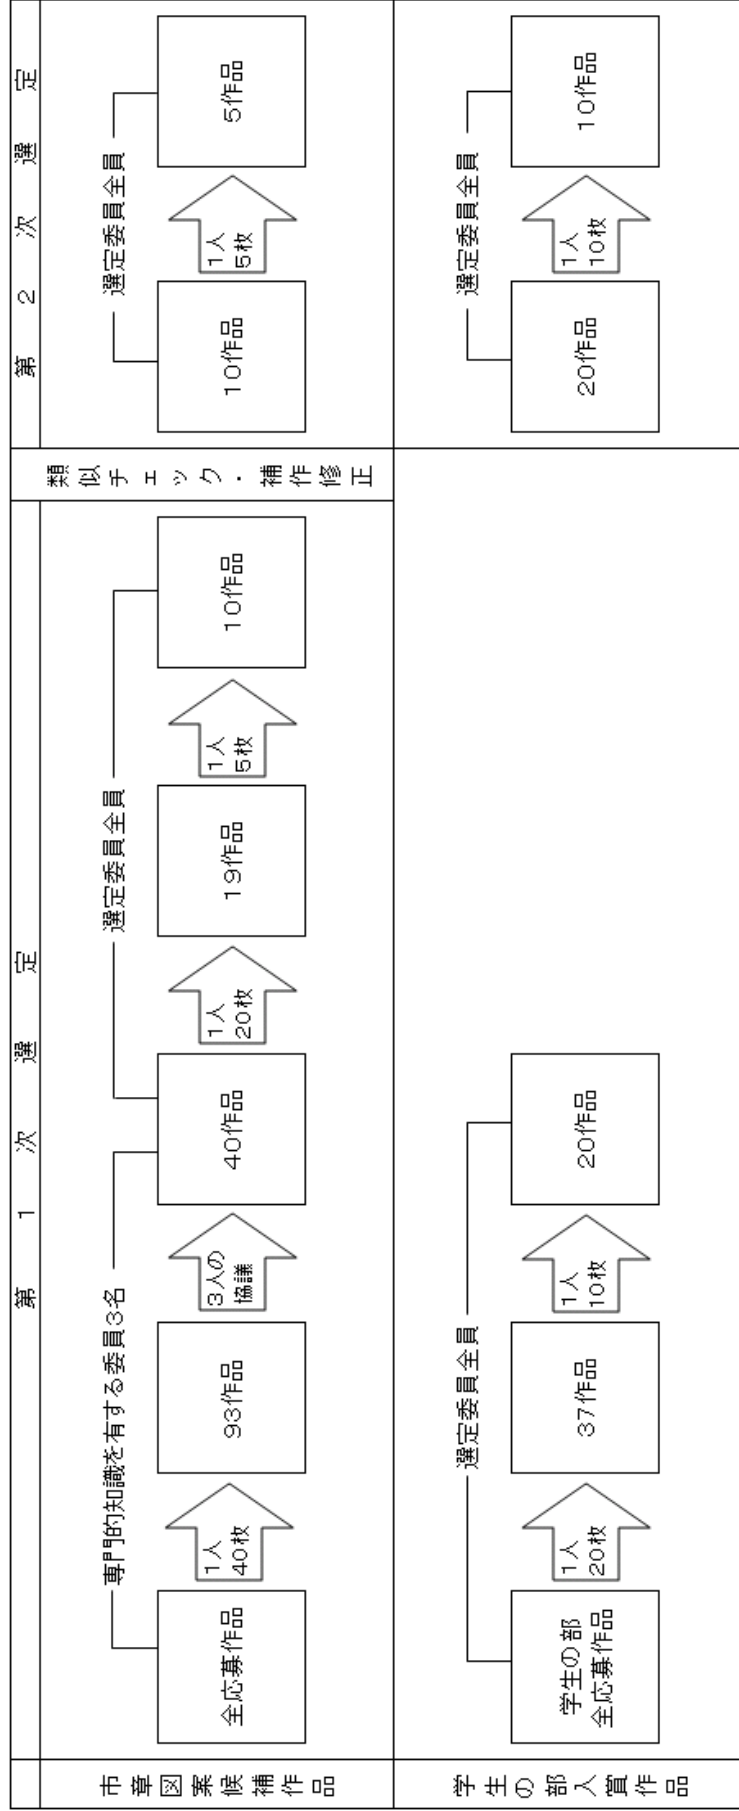 第１次選定
類似チェック・補作修正
第２次選定
市章図案候補作品
専門的知識を有する委員3名
選定委員全員
選定委員全員
全応募作品
1人
40枚
93作品
3人の
協議
40作品
1人
20枚
19作品
1人
5枚
10作品
10作品
1人
5枚
5作品
学生の部入賞作品
選定委員全員
選定委員全員
学生の部
全応募作品
1人
20枚
37作品
1人
10枚
20作品
20作品
1人
10枚
10作品